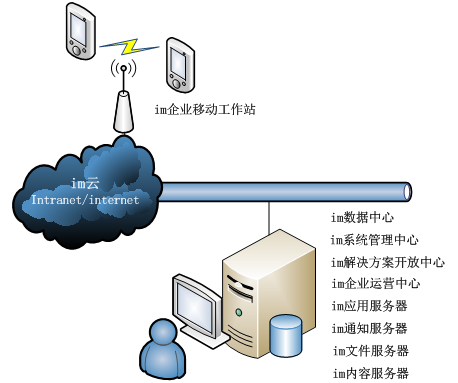 im企业移动工作站
im云
Intranet/internet
im数据中心
im系统管理中心
im解决方案开放中心
im企业运营中心
im应用服务器
im通知服务器
im文件服务器
im内容服务器